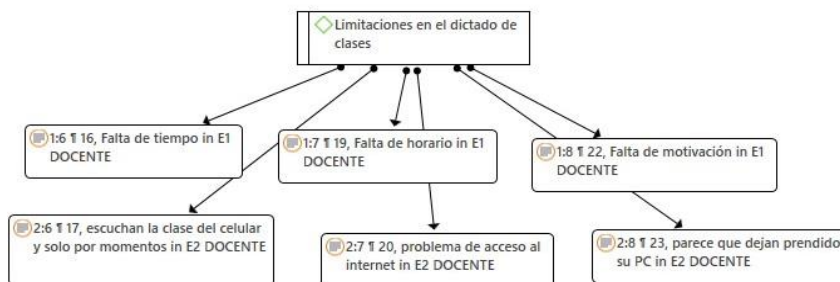 Limitaciones en el dictado de
clases
1:6 ¶ 16, Falta de tiempo in E1
DOCENTE
1:7 ¶ 19, Falta de horario in E1
DOCENTE
1:8 ¶ 22, Falta de motivación in E1
DOCENTE
2:6 ¶ 17, escuchan la clase del celular
y solo por momentos in E2 DOCENTE
2:7 ¶ 20, problema de acceso al
internet in E2 DOCENTE
2:8 ¶ 23, parece que dejan prendido
su PC in E2 DOCENTE